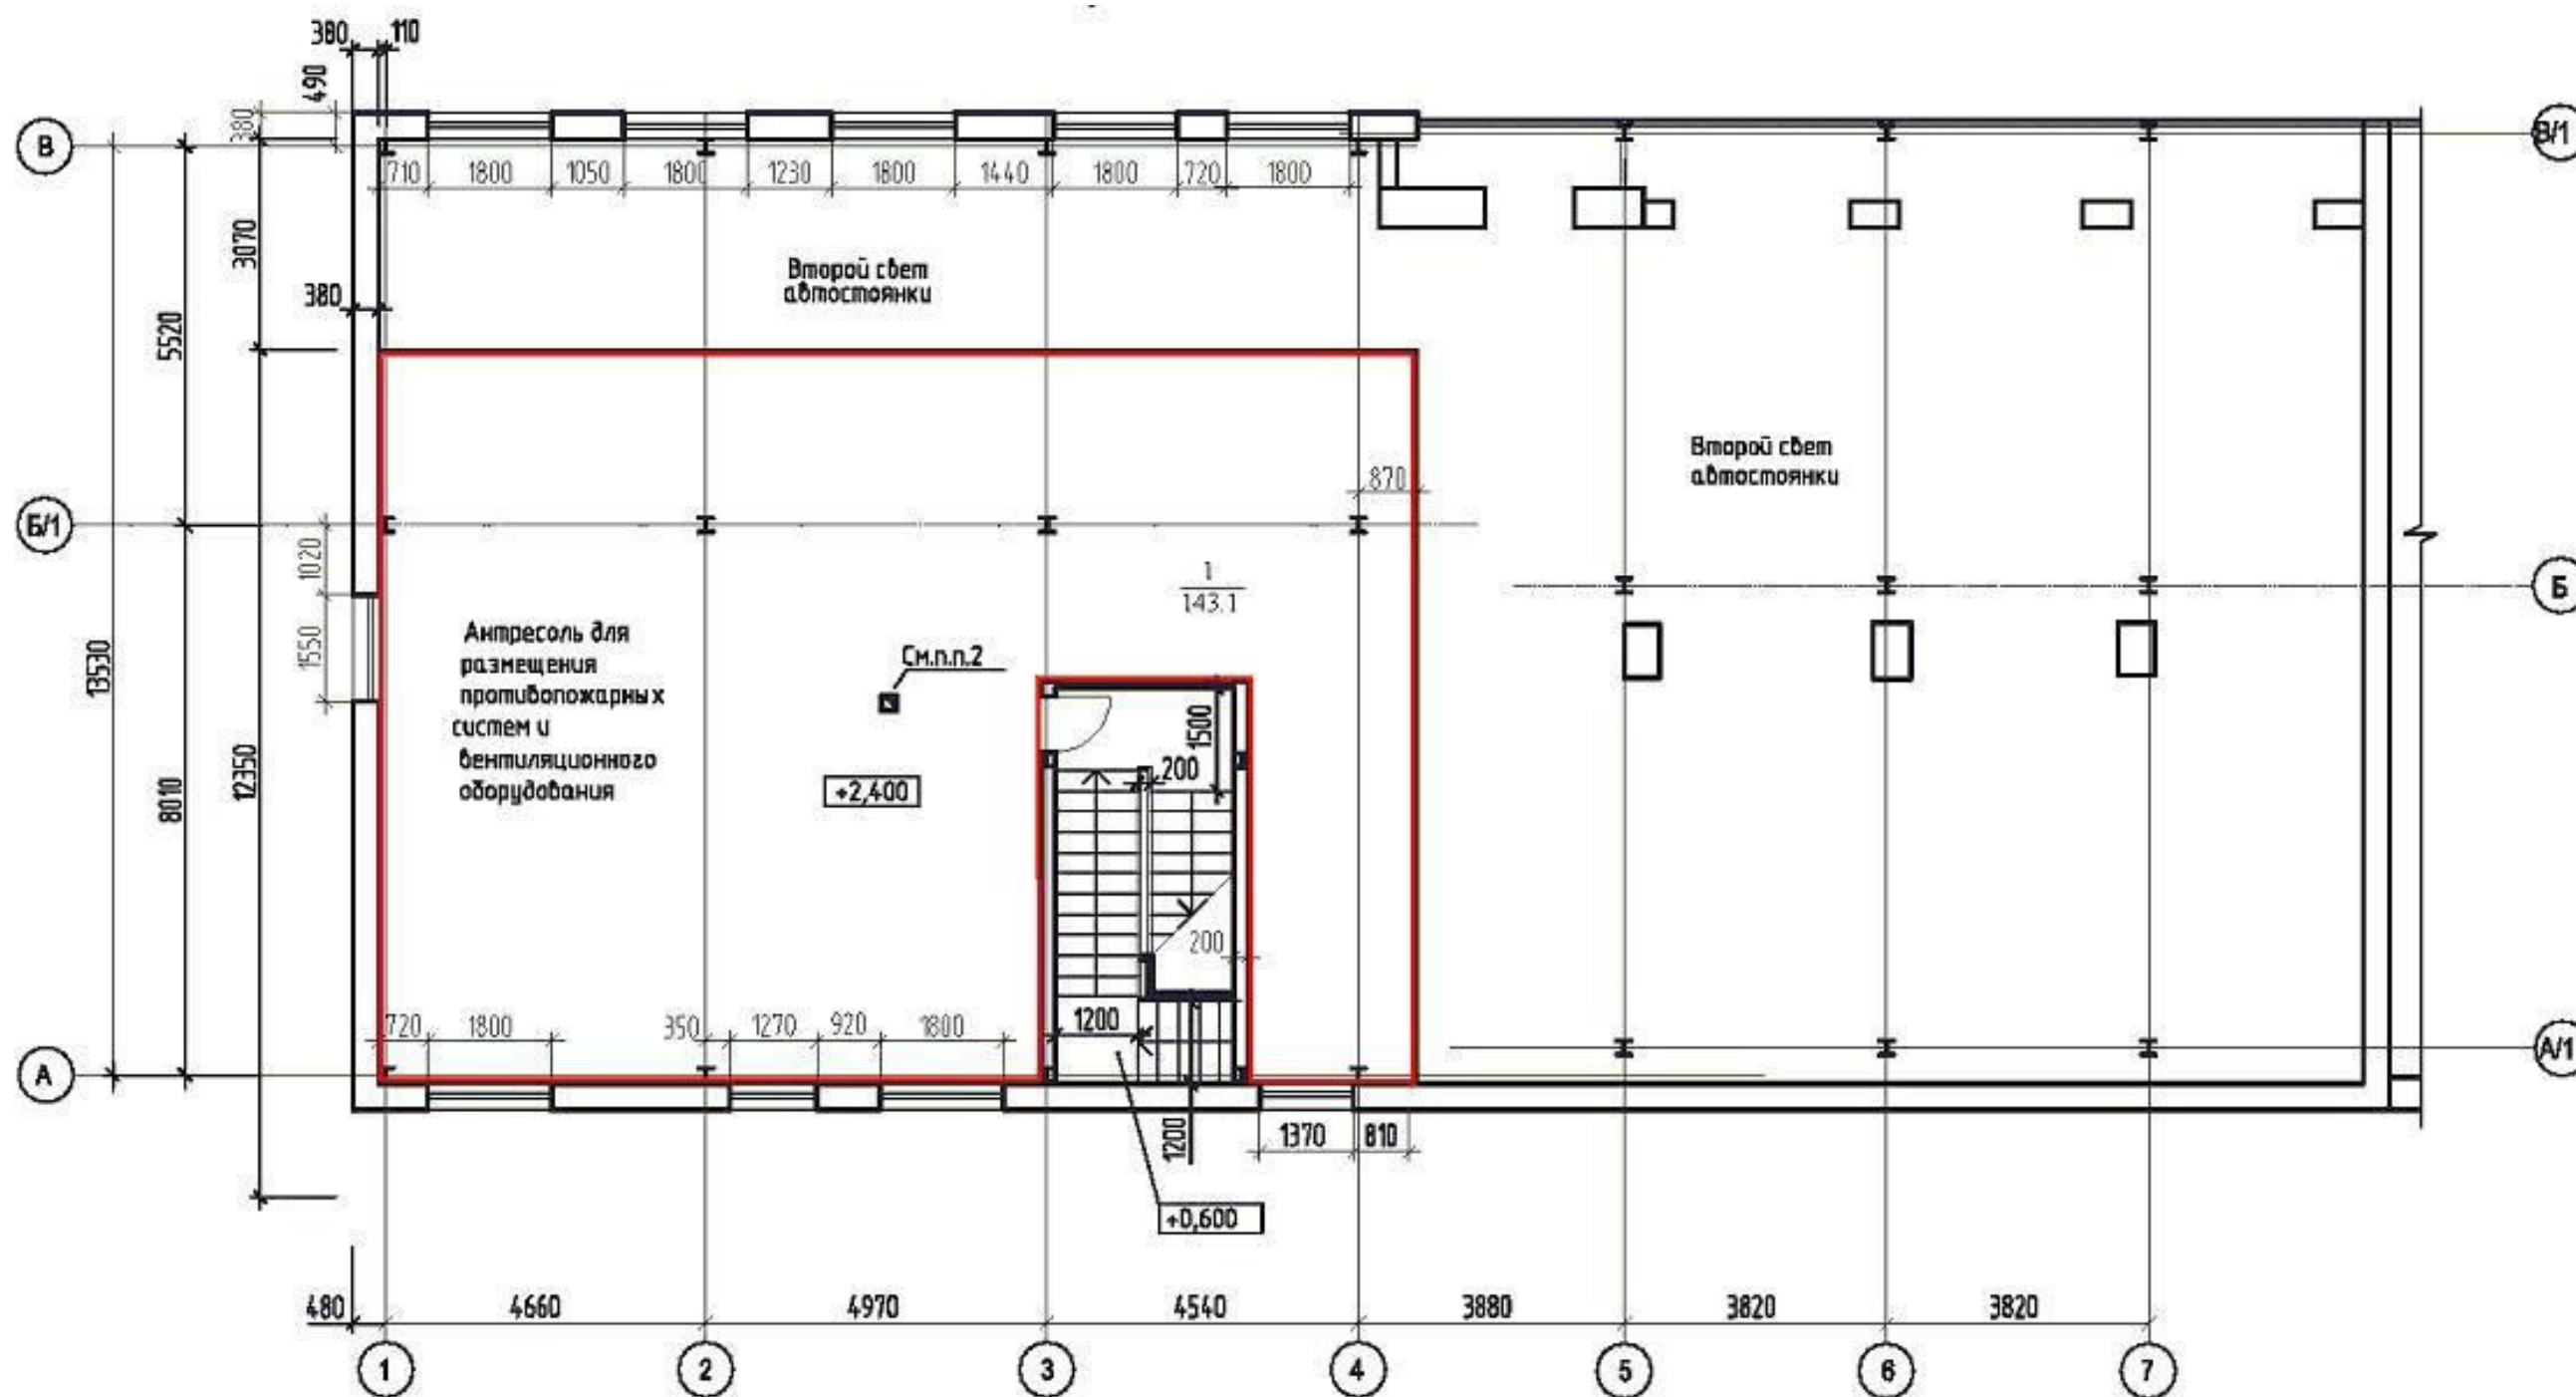 380 110
490
380
В
В/1
710 1800 1050 1800 1230 1800 1440 1800 720 1800
3070
Второй свет
автостоянки
380
5520
Второй свет
автостоянки
870
Б/1
1020
1
143.1
Б
1550
Антресоль для
размещения
противопожарных
систем и
вентиляционного
оборудования
См.п.п.2
13530
1500
200
+2,400
8010
12350
200
720 1800 350 1270 920 1800
1200
А
А/1
1200
1370 810
+0,600
480 4660 4970 4540 3880 3820 3820
1 2 3 4 5 6 7